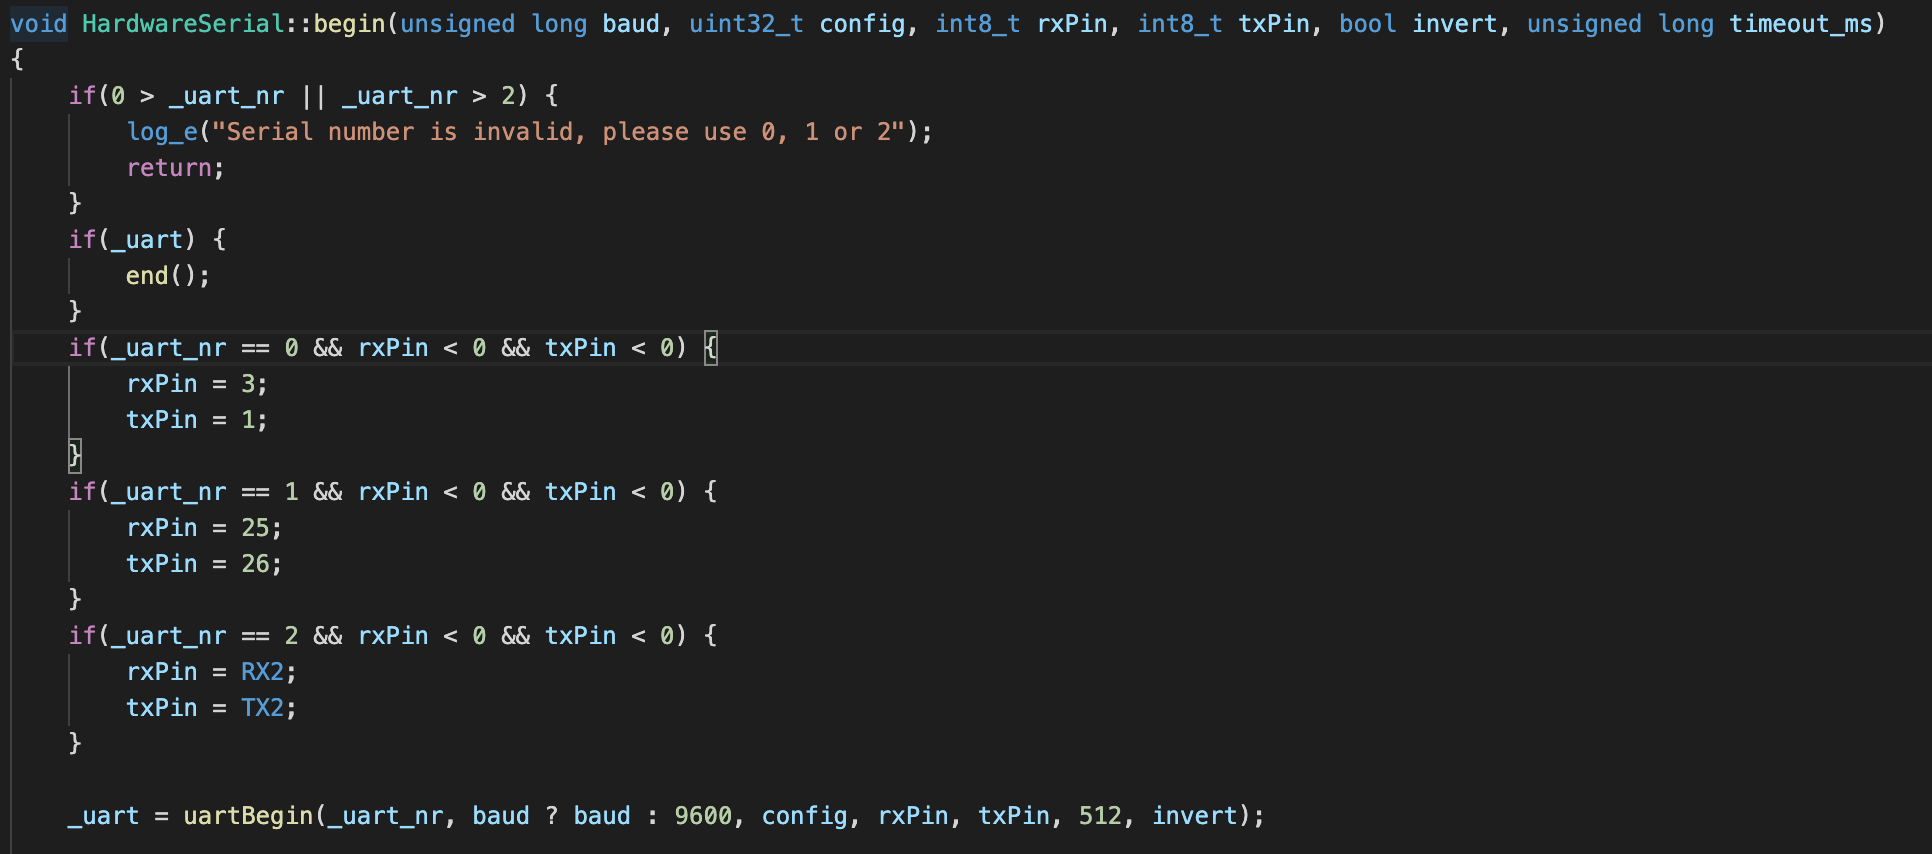 void HardwareSerial::begin(unsigned long baud, uint32_t config, int8_t rxPin, int8_t txPin, bool invert, unsigned long timeout_ms)
{
    if(0 > _uart_nr || _uart_nr > 2) {
        log_e("Serial number is invalid, please use 0, 1 or 2");
        return;
    }
    if(_uart) {
        end();
    }
    if(_uart_nr == 0 && rxPin < 0 && txPin < 0) {
        rxPin = 3;
        txPin = 1;
    }
    if(_uart_nr == 1 && rxPin < 0 && txPin < 0) {
        rxPin = 25;
        txPin = 26;
    }
    if(_uart_nr == 2 && rxPin < 0 && txPin < 0) {
        rxPin = RX2;
        txPin = TX2;
    }

    _uart = uartBegin(_uart_nr, baud ? baud : 9600, config, rxPin, txPin, 512, invert);